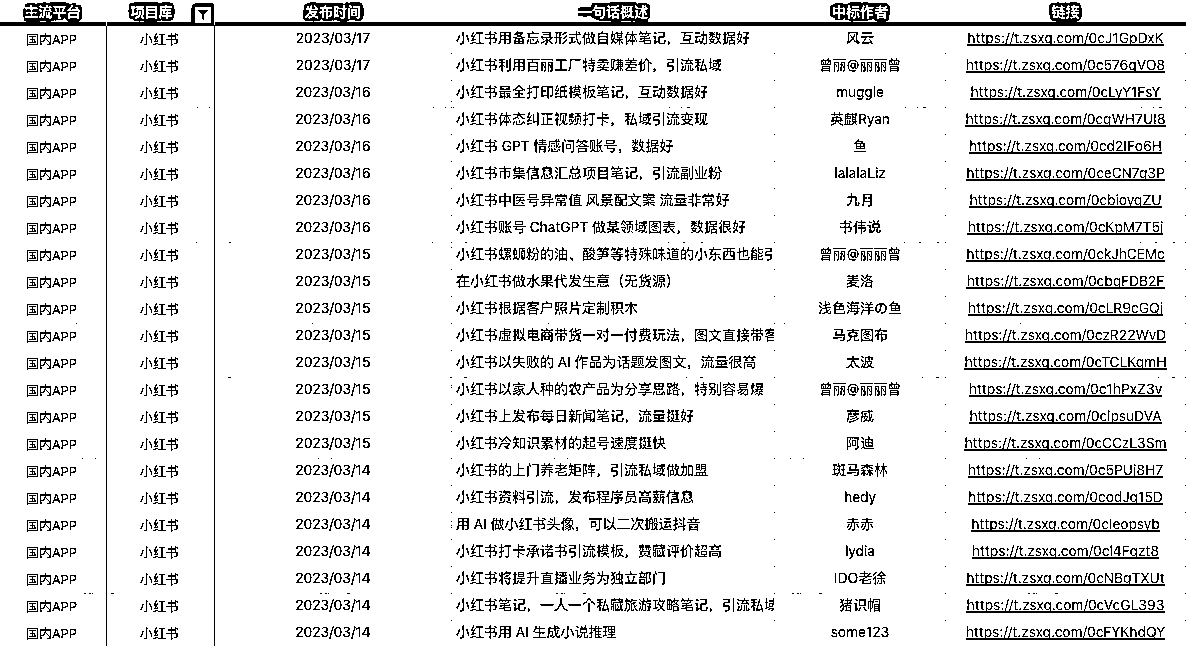 主流平台 项目库 发布时间 一句话概述 中标作者 链接
国内APP 小红书 2023/03/17 小红书用备忘录形式做自媒体笔记，互动数据好 风云 https://t.zsxq.com/0cJ1GpDxK
国内APP 小红书 2023/03/17 小红书利用百丽工厂特卖赚差价，引流私域 曾丽@丽丽曾 https://t.zsxq.com/0c576qVO8
国内APP 小红书 2023/03/16 小红书最全打印纸模板笔记，互动数据好 muggle https://t.zsxq.com/0cLyY1FsY
国内APP 小红书 2023/03/16 小红书体态纠正视频打卡，私域引流变现 英麒Ryan https://t.zsxq.com/0cqWH7Uf8
国内APP 小红书 2023/03/16 小红书 GPT 情感问答账号，数据好 鱼 https://t.zsxq.com/0cd2IFo6H
国内APP 小红书 2023/03/16 小红书市集信息汇总项目笔记，引流副业粉 lalalaLiz https://t.zsxq.com/0ceCN7q3P
国内APP 小红书 2023/03/16 小红书中医号异常值 风景配文案 流量非常好 九月 https://t.zsxq.com/0cbioyqZU
国内APP 小红书 2023/03/16 小红书账号 ChatGPT 做某领域图表，数据很好 书伟说 https://t.zsxq.com/0cKpM7T5j
国内APP 小红书 2023/03/15 小红书螺蛳粉的油、酸笋等特殊味道的小东西也能引 曾丽@丽丽曾 https://t.zsxq.com/0ckJhCEMc
国内APP 小红书 2023/03/15 在小红书做水果代发生意（无货源） 麦洛 https://t.zsxq.com/0cbqFDB2F
国内APP 小红书 2023/03/15 小红书根据客户照片定制积木 浅色海洋の鱼 https://t.zsxq.com/0cLR9cGQj
国内APP 小红书 2023/03/15 小红书虚拟电商带货一对一付费玩法，图文直接带客 马克图布 https://t.zsxq.com/0czR22WvD
国内APP 小红书 2023/03/15 小红书以失败的 AI 作品为话题发图文，流量很高 太波 https://t.zsxq.com/0cTCLKqmH
国内APP 小红书 2023/03/15 小红书以家人种的农产品为分享思路，特别容易爆 曾丽@丽丽曾 https://t.zsxq.com/0c1hPxZ3v
国内APP 小红书 2023/03/15 小红书上发布每日新闻笔记，流量挺好 彦威 https://t.zsxq.com/0cIpsuDVA
国内APP 小红书 2023/03/15 小红书冷知识素材的起号速度挺快 阿迪 https://t.zsxq.com/0cCCzL3Sm
国内APP 小红书 2023/03/14 小红书的上门养老矩阵，引流私域做加盟 斑马森林 https://t.zsxq.com/0c5PUj8H7
国内APP 小红书 2023/03/14 小红书资料引流，发布程序员高薪信息 hedy https://t.zsxq.com/0codJq15D
国内APP 小红书 2023/03/14 用 AI 做小红书头像，可以二次搬运抖音 赤赤 https://t.zsxq.com/0cleopsyb
国内APP 小红书 2023/03/14 小红书打卡承诺书引流模板，赞藏评价超高 lydia https://t.zsxq.com/0cl4Fqzt8
国内APP 小红书 2023/03/14 小红书将提升直播业务为独立部门 IDO老徐 https://t.zsxq.com/0cNBqTXUt
国内APP 小红书 2023/03/14 小红书笔记，一人一个私藏旅游攻略笔记，引流私域 猪识帽 https://t.zsxq.com/0cVcGL393
国内APP 小红书 2023/03/14 小红书用 AI 生成小说推理 some123 https://t.zsxq.com/0cFYKhdQY